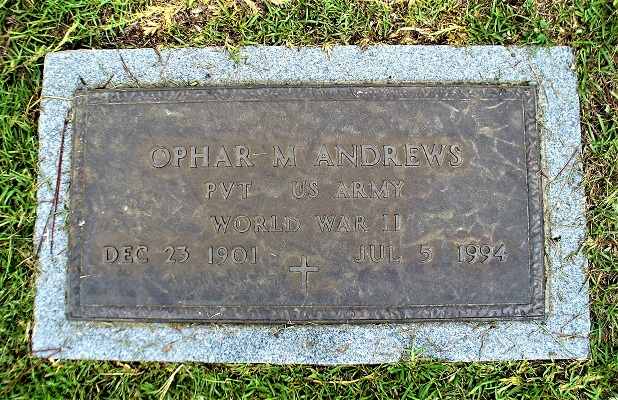 OPHAR M ANDREWS
PVT US ARMY
WORLD WAR II
DEC 23 1901 JUL 5 1994